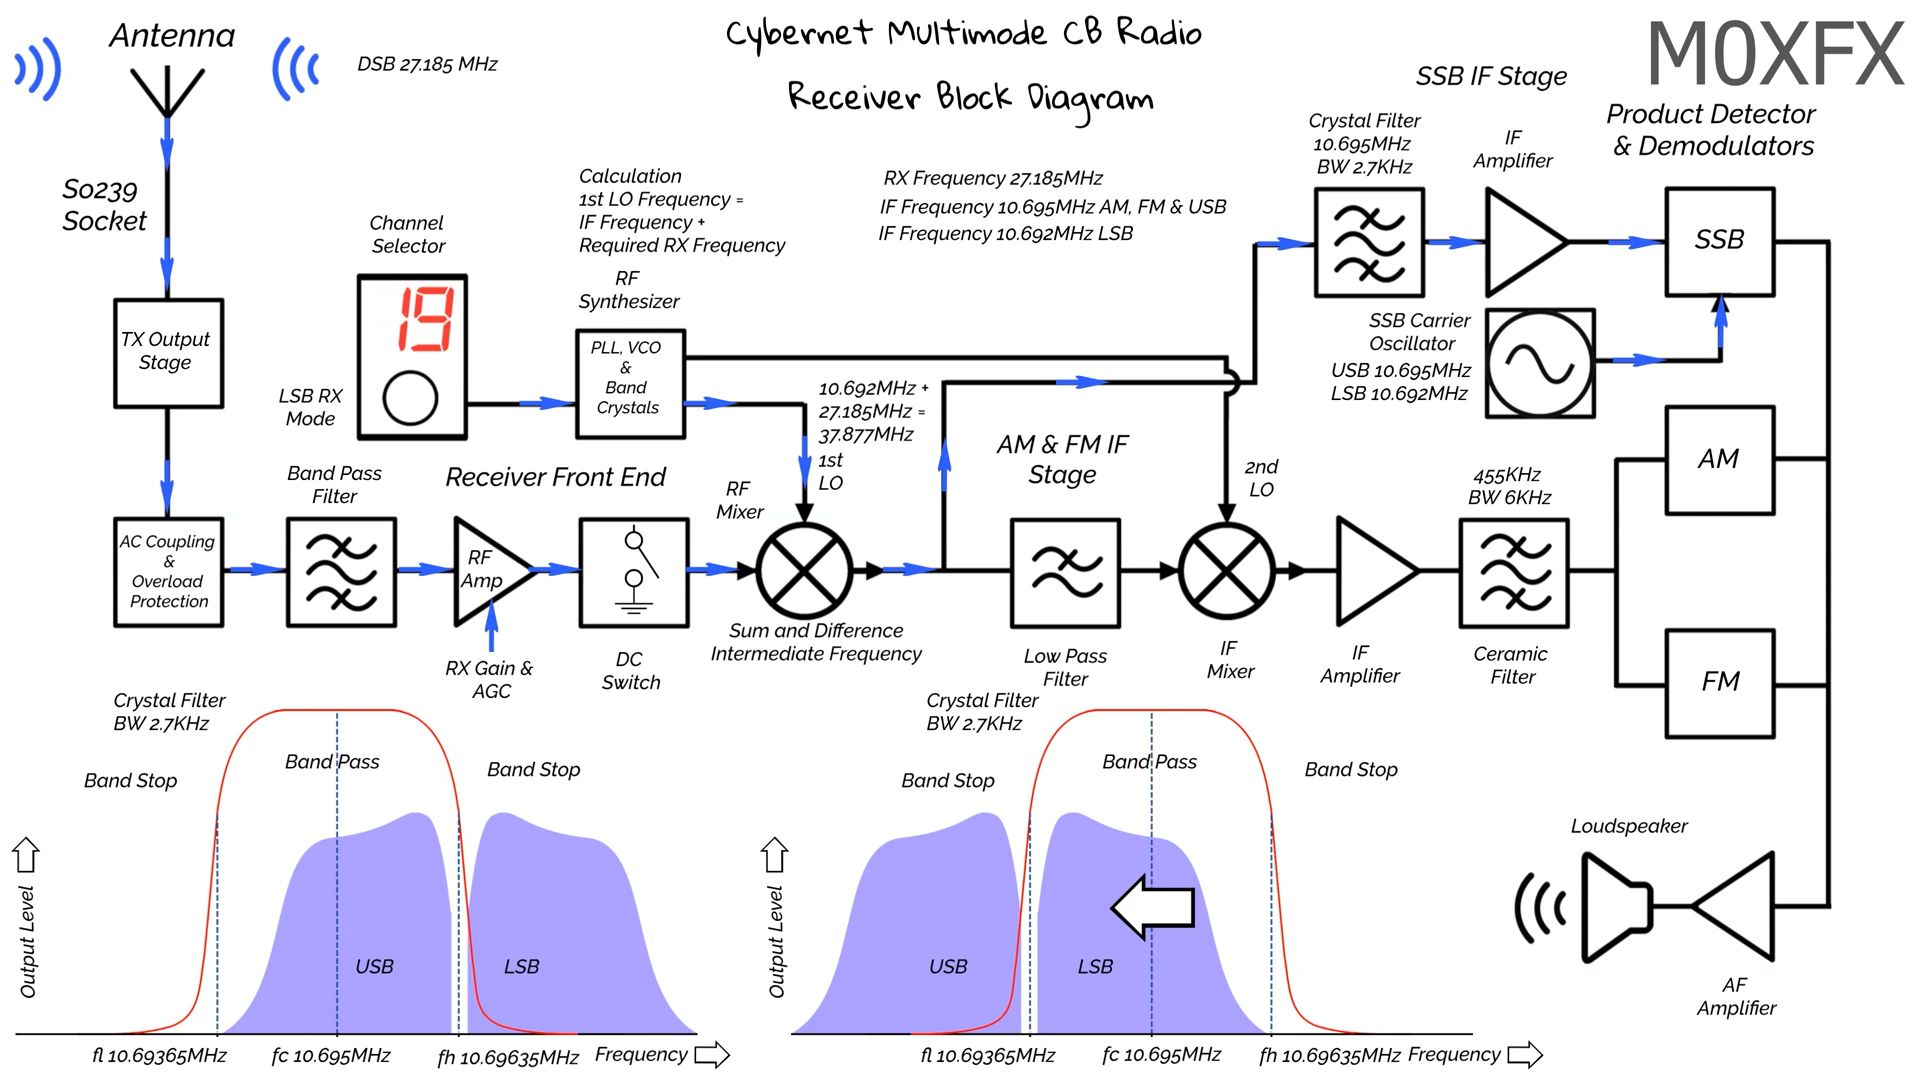 Cybernet Multimode CB Radio
Receiver Block Diagram
M0XFX
Antenna
DSB 27.185 MHz
So239
Socket
TX Output
Stage
AC Coupling
&
Overload
Protection
Channel
Selector
19
LSB RX
Mode
Calculation
1st LO Frequency =
IF Frequency +
Required RX Frequency
RF
Synthesizer
PLL, VCO
&
Band
Crystals
RX Frequency 27.185MHz
IF Frequency 10.695MHz AM, FM & USB
IF Frequency 10.692MHz LSB
10.692MHz +
27.185MHz =
37.877MHz
1st
LO
Band Pass
Filter
Receiver Front End
RF
Amp
RX Gain &
AGC
DC
Switch
RF
Mixer
Sum and Difference
Intermediate Frequency
AM & FM IF
Stage
Low Pass
Filter
2nd
LO
IF
Mixer
IF
Amplifier
455KHz
BW 6KHz
Ceramic
Filter
SSB IF Stage
Crystal Filter
10.695MHz
BW 2.7KHz
IF
Amplifier
Product Detector
& Demodulators
SSB
SSB Carrier
Oscillator
USB 10.695MHz
LSB 10.692MHz
AM
FM
Loudspeaker
AF
Amplifier
Crystal Filter
BW 2.7KHz
Band Stop
Band Pass
Band Stop
Output Level
USB
LSB
fl 10.69365MHz
fc 10.695MHz
fh 10.69635MHz
Frequency
Crystal Filter
BW 2.7KHz
Band Stop
Band Pass
Band Stop
Output Level
USB
LSB
fl 10.69365MHz
fc 10.695MHz
fh 10.69635MHz
Frequency